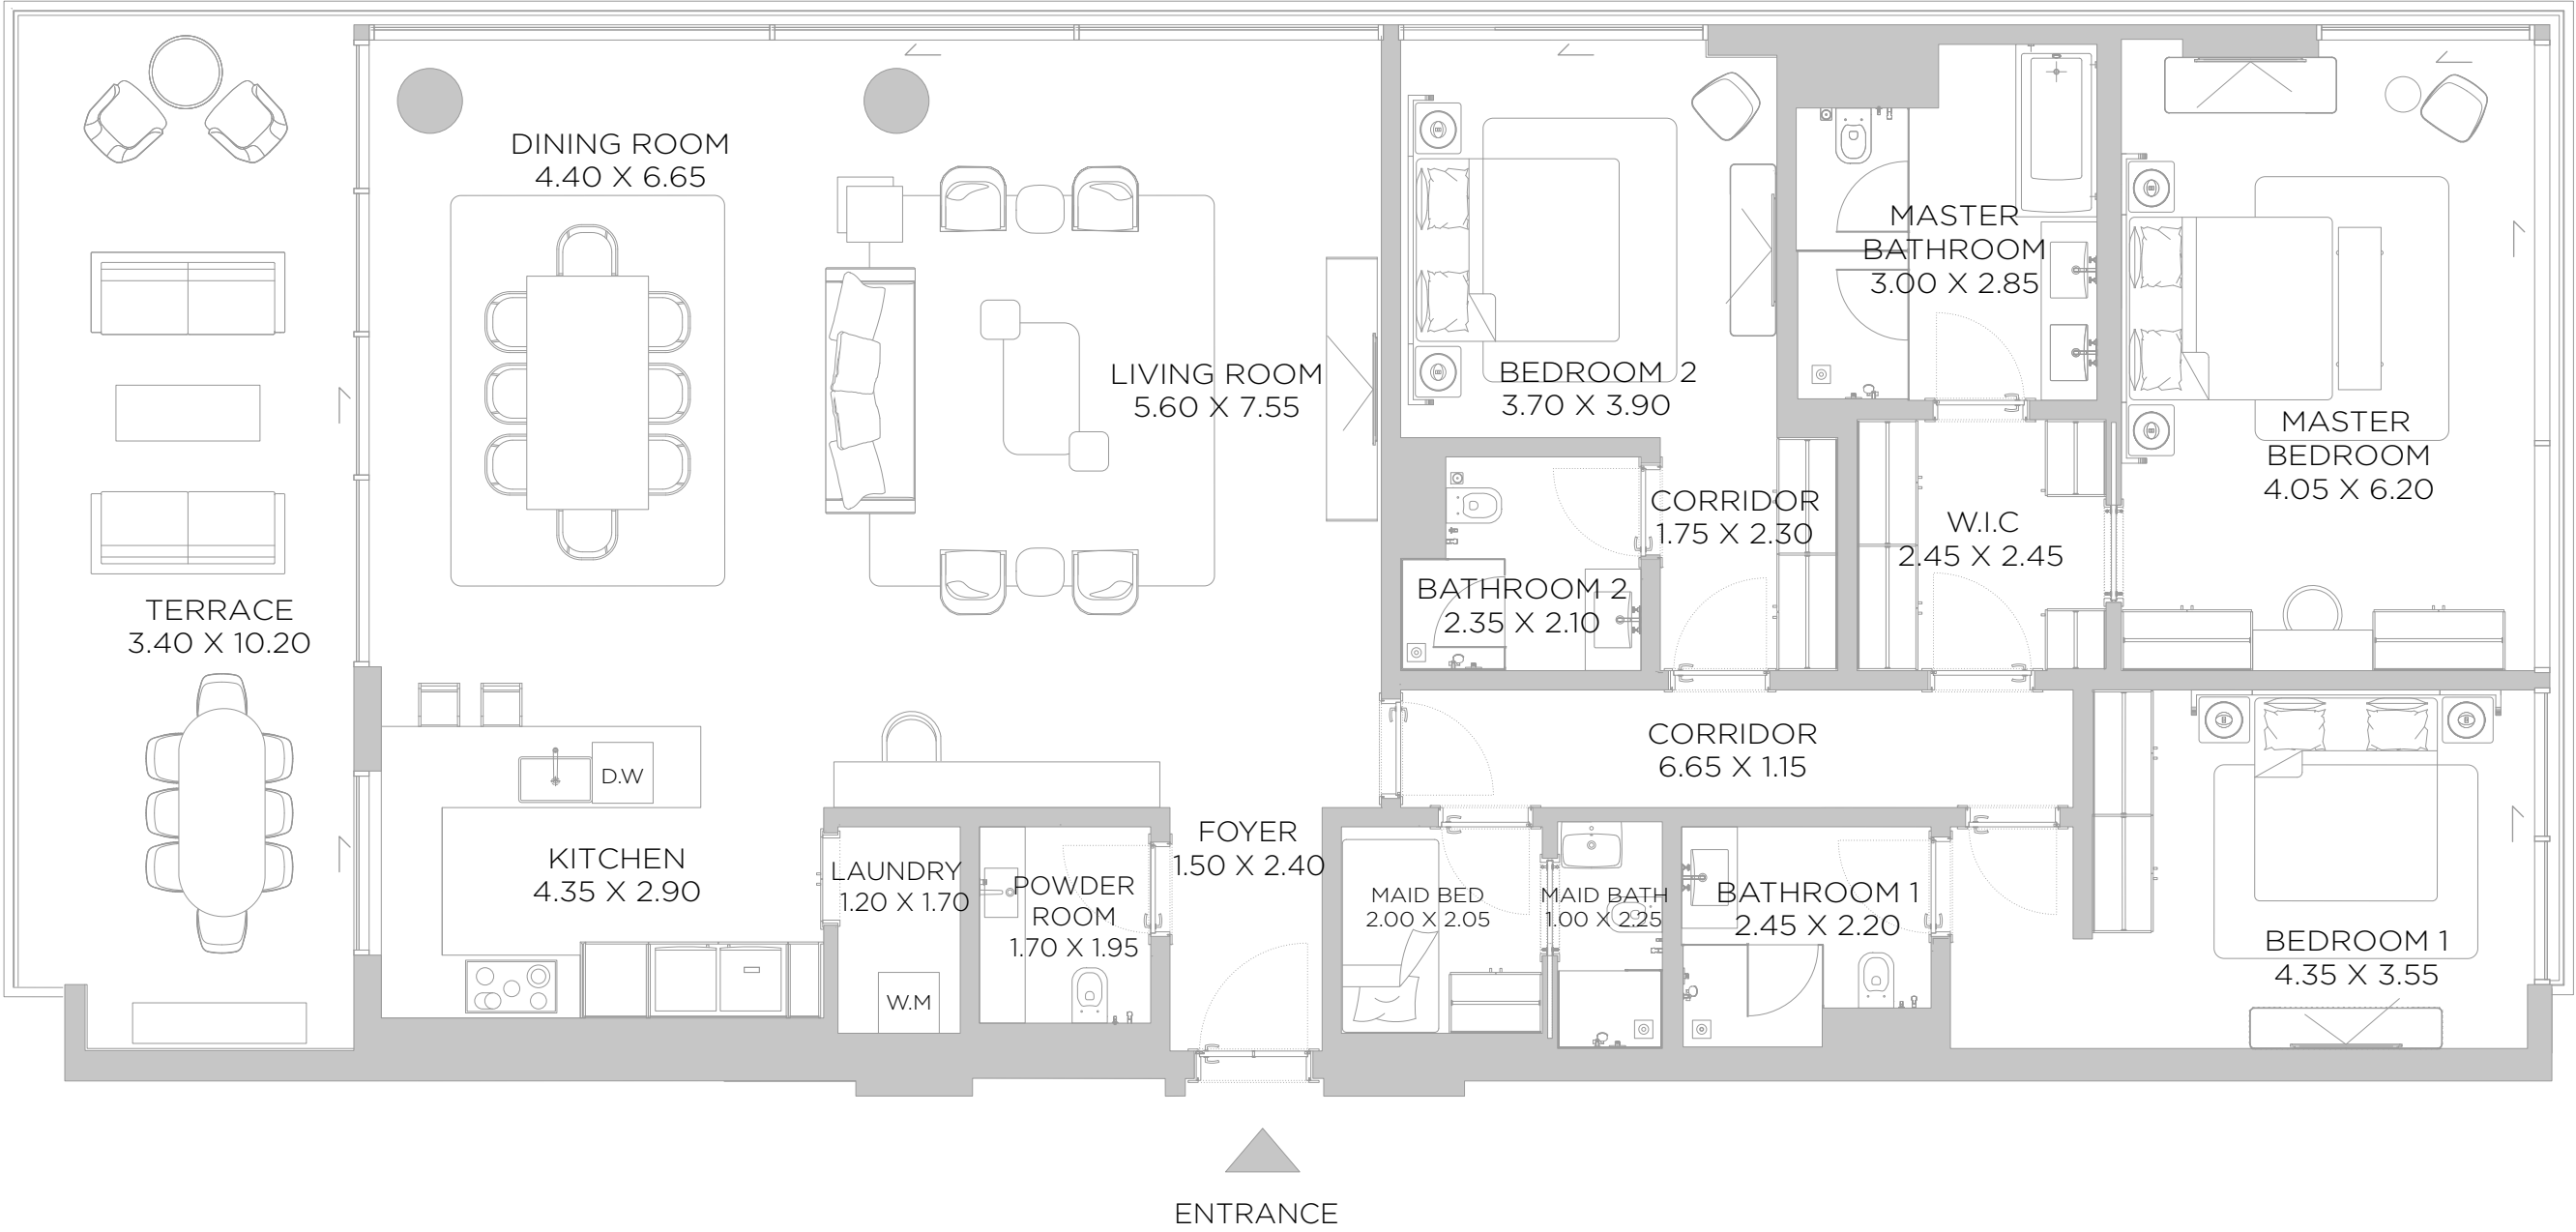 DINING ROOM
4.40 X 6.65
LIVING ROOM
5.60 X 7.55
BEDROOM 2
3.70 X 3.90
MASTER
BATHROOM
3.00 X 2.85
MASTER
BEDROOM
4.05 X 6.20
CORRIDOR
1.75 X 2.30
W.I.C
2.45 X 2.45
BATHROOM 2
2.35 X 2.10
TERRACE
3.40 X 10.20
D.W
CORRIDOR
6.65 X 1.15
KITCHEN
4.35 X 2.90
LAUNDRY
1.20 X 1.70
W.M
POWDER
ROOM
1.70 X 1.95
FOYER
1.50 X 2.40
MAID BED
2.00 X 2.05
MAID BATH
1.00 X 2.25
BATHROOM 1
2.45 X 2.20
BEDROOM 1
4.35 X 3.55
ENTRANCE